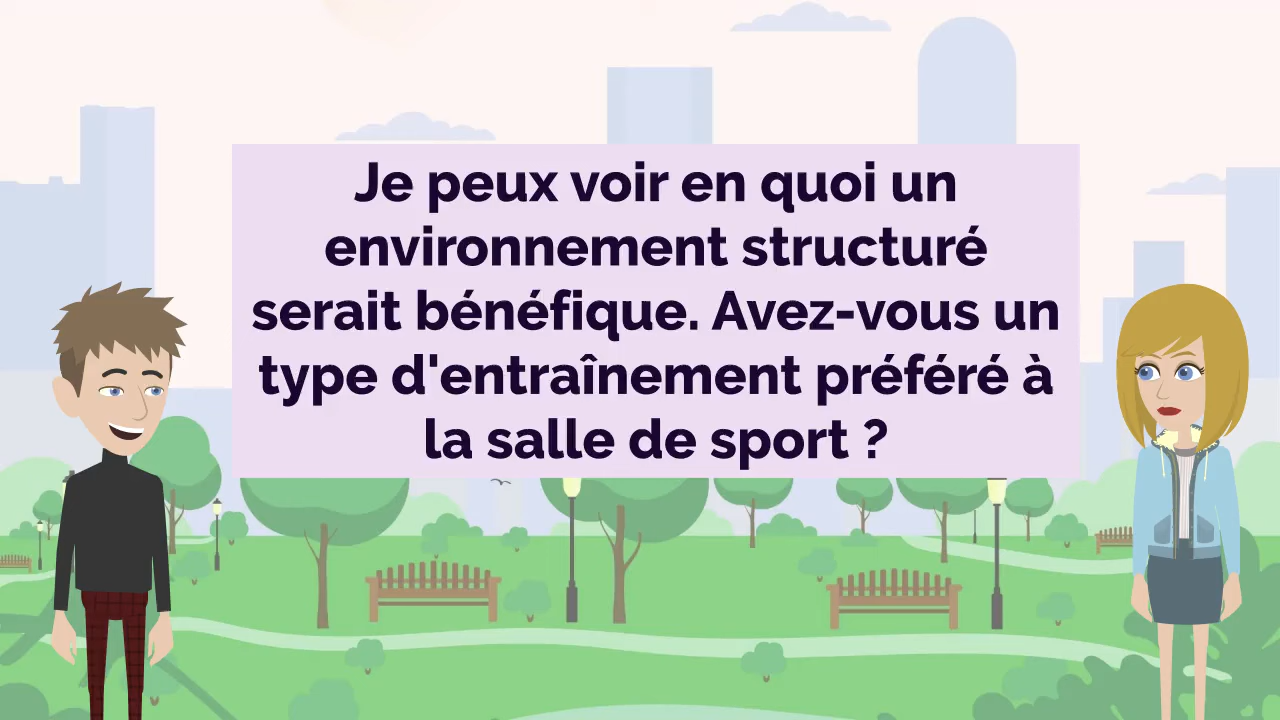 Je peux voir en quoi un
environnement structuré
serait bénéfique. Avez-vous un
type d'entraînement préféré à
la salle de sport ?